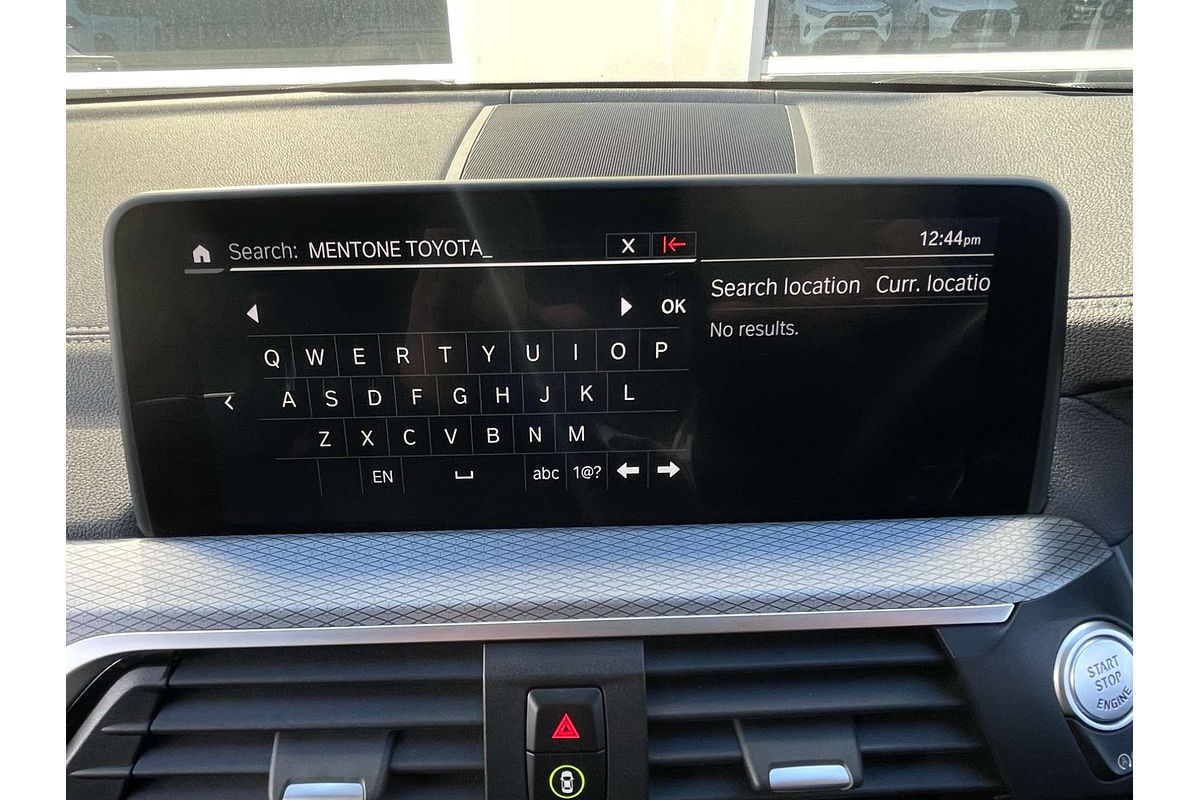 Search: MENTONE TOYOTA_ X 12:44pm
Search location Curr. locatio
No results.
OK
Q W E R T Y U I O P
A S D F G H J K L
Z X C V B N M
EN abc 1@?
START
STOP
ENGINE